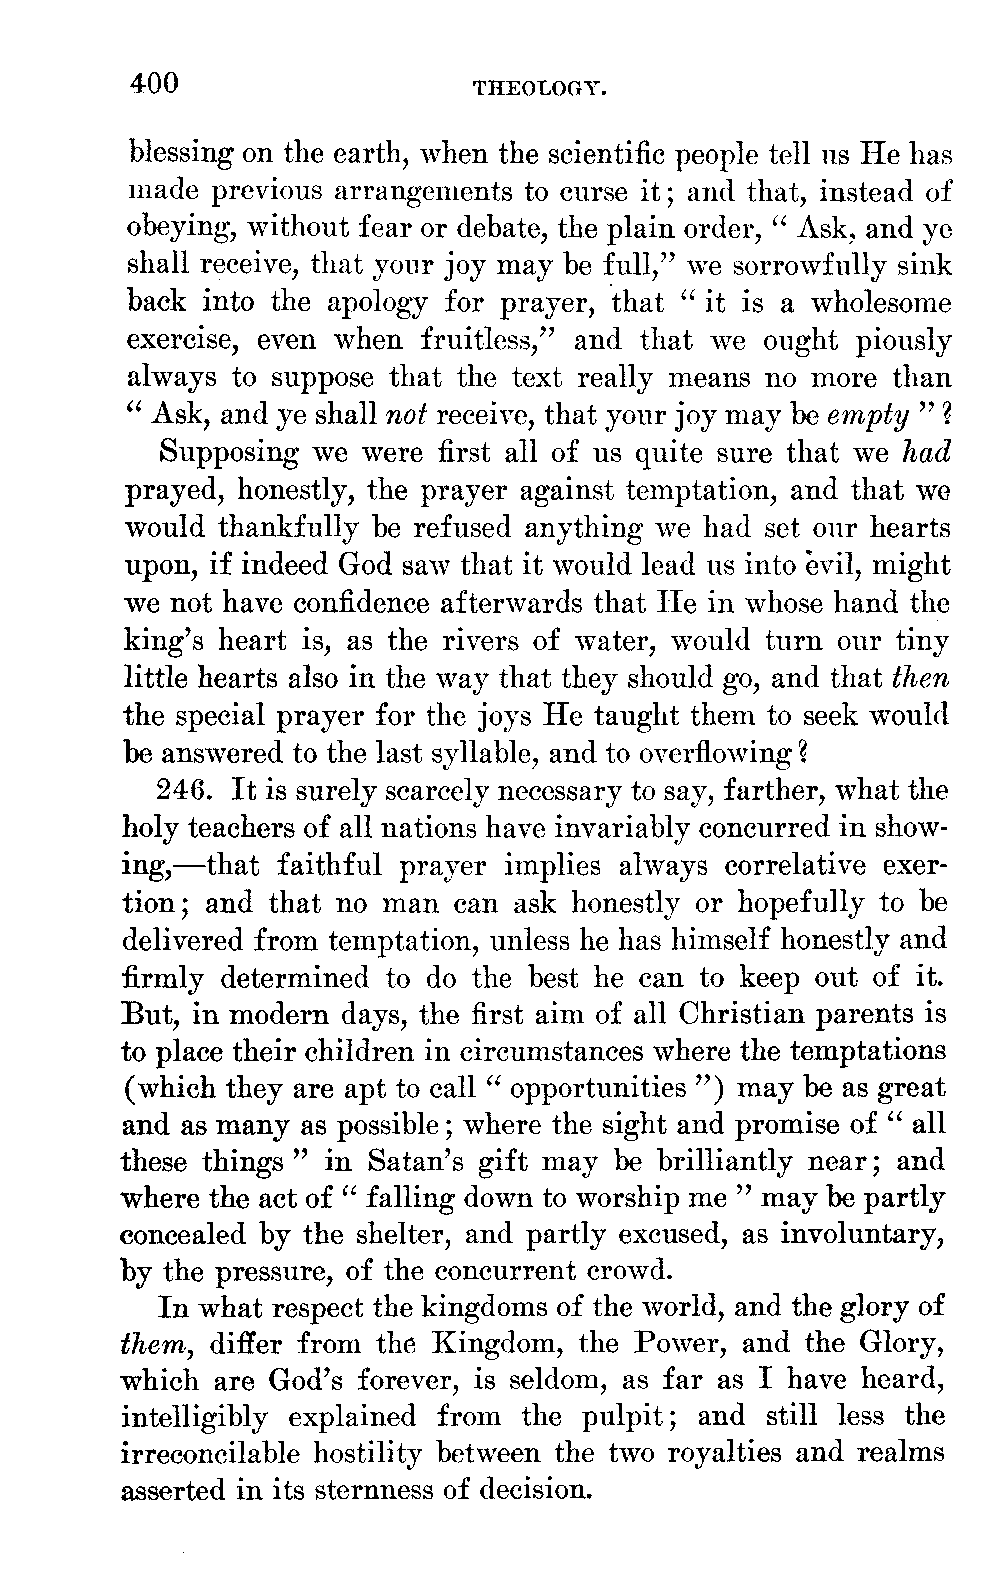 400 THEOLOGY.
blessing on the earth, when the scientific people tell us He has
made previous arrangements to curse it; and that, instead of
obeying, without fear or debate, the plain order, “ Ask, and ye
shall receive, that your joy may be full,” we sorrowfully sink
back into the apology for prayer, that “ it is a wholesome
exercise, even when fruitless,” and that we ought piously
always to suppose that the text really means no more than
“ Ask, and ye shall not receive, that your joy may be empty ” ?
Supposing we were first all of us quite sure that we had
prayed, honestly, the prayer against temptation, and that we
would thankfully be refused anything we had set our hearts
upon, if indeed God saw that it would lead us into evil, might
we not have confidence afterwards that He in whose hand the
king’s heart is, as the rivers of water, would turn our tiny
little hearts also in the way that they should go, and that then
the special prayer for the joys He taught them to seek would
be answered to the last syllable, and to overflowing ?
246. It is surely scarcely necessary to say, farther, what the
holy teachers of all nations have invariably concurred in show-
ing,—that faithful prayer implies always correlative exer-
tion; and that no man can ask honestly or hopefully to be
delivered from temptation, unless he has himself honestly and
firmly determined to do the best he can to keep out of it.
But, in modern days, the first aim of all Christian parents is
to place their children in circumstances where the temptations
(which they are apt to call “ opportunities ”) may be as great
and as many as possible; where the sight and promise of “ all
these things ” in Satan’s gift may be brilliantly near; and
where the act of “ falling down to worship me ” may be partly
concealed by the shelter, and partly excused, as involuntary,
by the pressure, of the concurrent crowd.
In what respect the kingdoms of the world, and the glory of
them, differ from the Kingdom, the Power, and the Glory,
which are God’s forever, is seldom, as far as I have heard,
intelligibly explained from the pulpit; and still less the
irreconcilable hostility between the two royalties and realms
asserted in its sternness of decision.